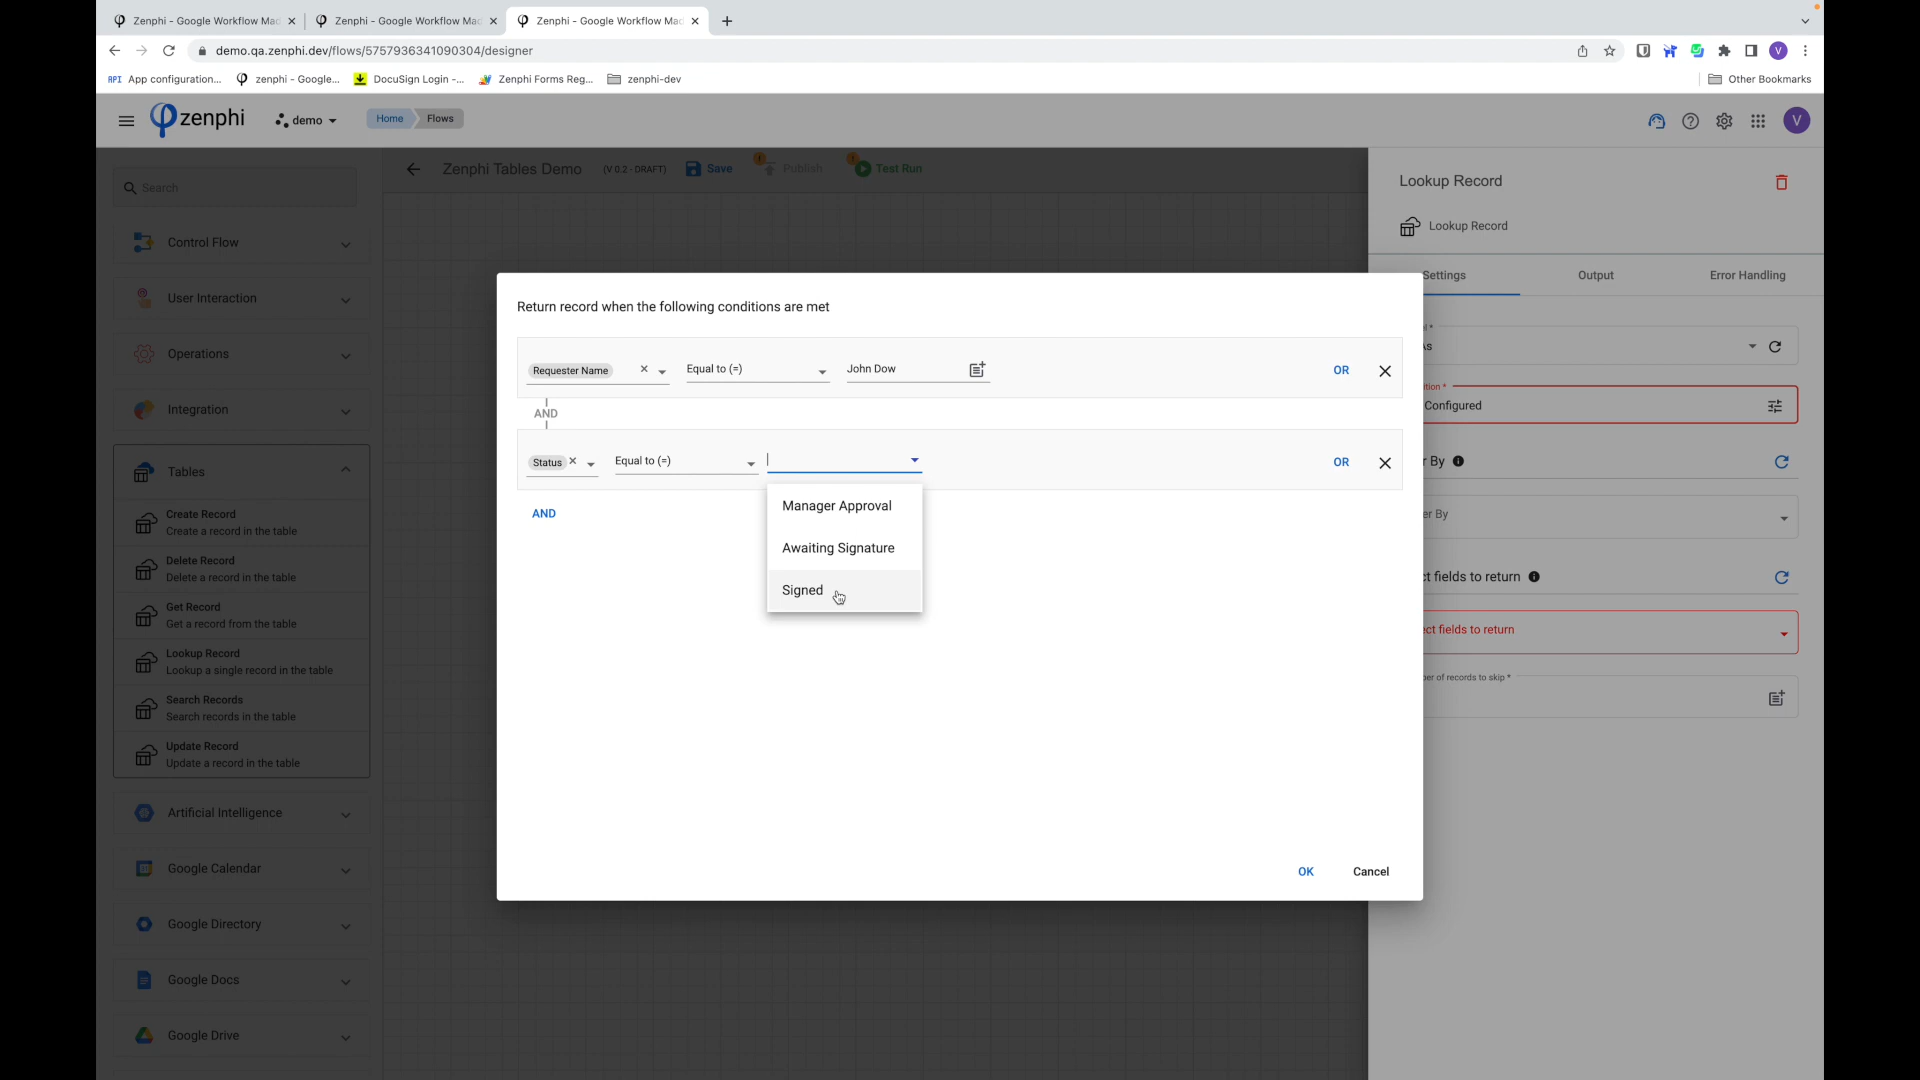 Zenphi - Google Workflow Mad
Zenphi - Google Workflow Mad
Zenphi - Google Workflow Mad
demo.qa.zenphi.dev/flows/5757936341090304/designer
V
API App configuration...
zenphi - Google...
DocuSign Login -...
Zenphi Forms Reg...
zenphi-dev
Other Bookmarks
zenphi
demo
Home
Flows
V
Search
Zenphi Tables Demo
(V 0.2 - DRAFT)
Save
Publish
Test Run
Lookup Record
Lookup Record
Settings
Output
Error Handling
Control Flow
User Interaction
Operations
Integration
Tables
Create Record
Create a record in the table
Delete Record
Delete a record in the table
Get Record
Get a record from the table
Lookup Record
Lookup a single record in the table
Search Records
Search records in the table
Update Record
Update a record in the table
Artificial Intelligence
Google Calendar
Google Directory
Google Docs
Google Drive
Return record when the following conditions are met
Requester Name
Equal to (=)
John Dow
OR
AND
Status
Equal to (=)
OR
Manager Approval
Awaiting Signature
Signed
AND
OK
Cancel
Configured
By
By
fields to return
fields to return
of records to skip *